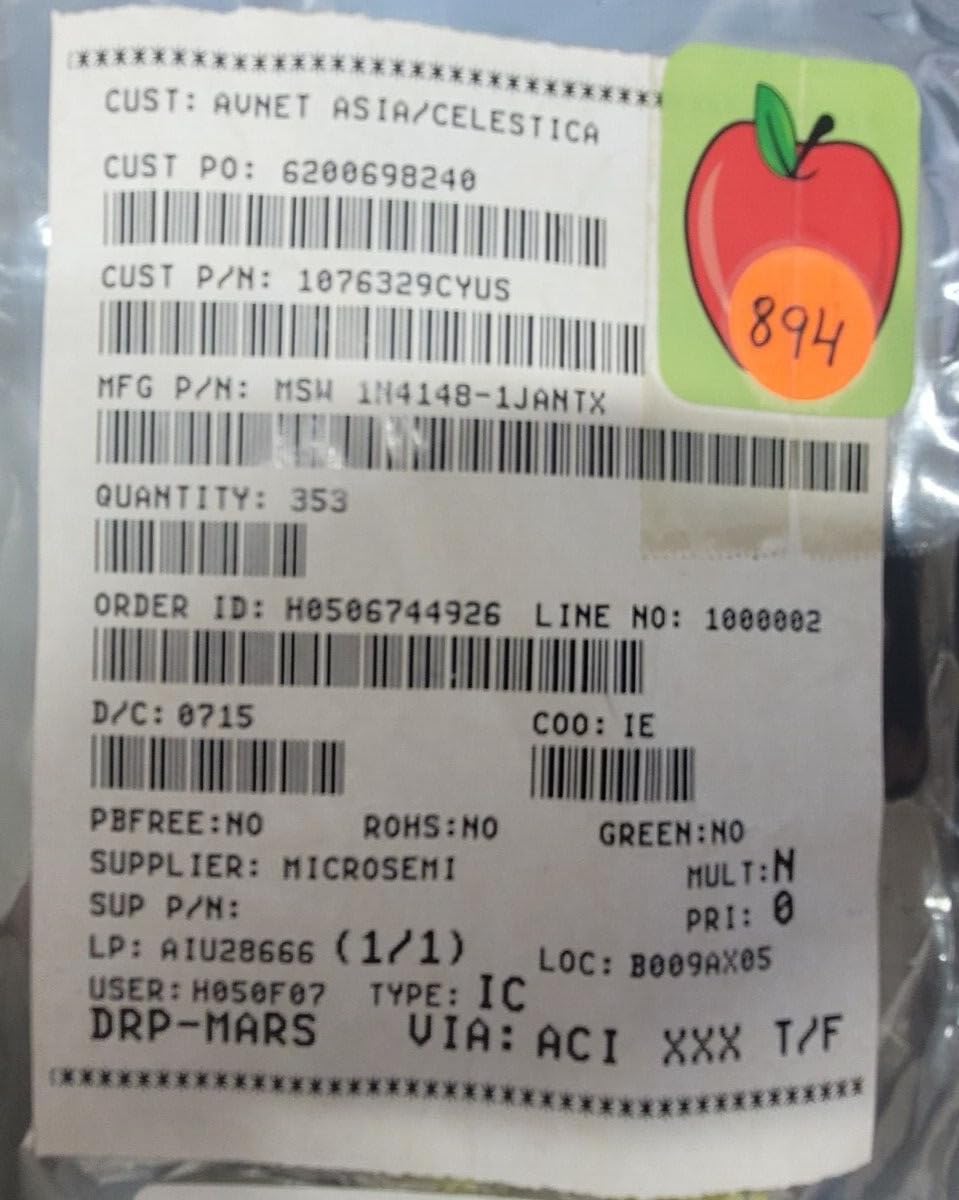 ***********************************************
CUST: AVNET ASIA/CELESTICA
CUST PO: 6200698240
CUST P/N: 1076329CYUS
894
MFG P/N: MSW 1N4148-1JANTX
QUANTITY: 353
ORDER ID: H0506744926 LINE NO: 1000002
D/C: 0715 COO: IE
PBFREE:NO ROHS:NO GREEN:NO
SUPPLIER: MICROSEMI MULT:N
SUP P/N: PRI: 0
LP: AIU28666 (1/1) LOC: B009AX05
USER: H050F07 TYPE: IC
DRP-MARS VIA: ACI XXX T/F
***********************************************